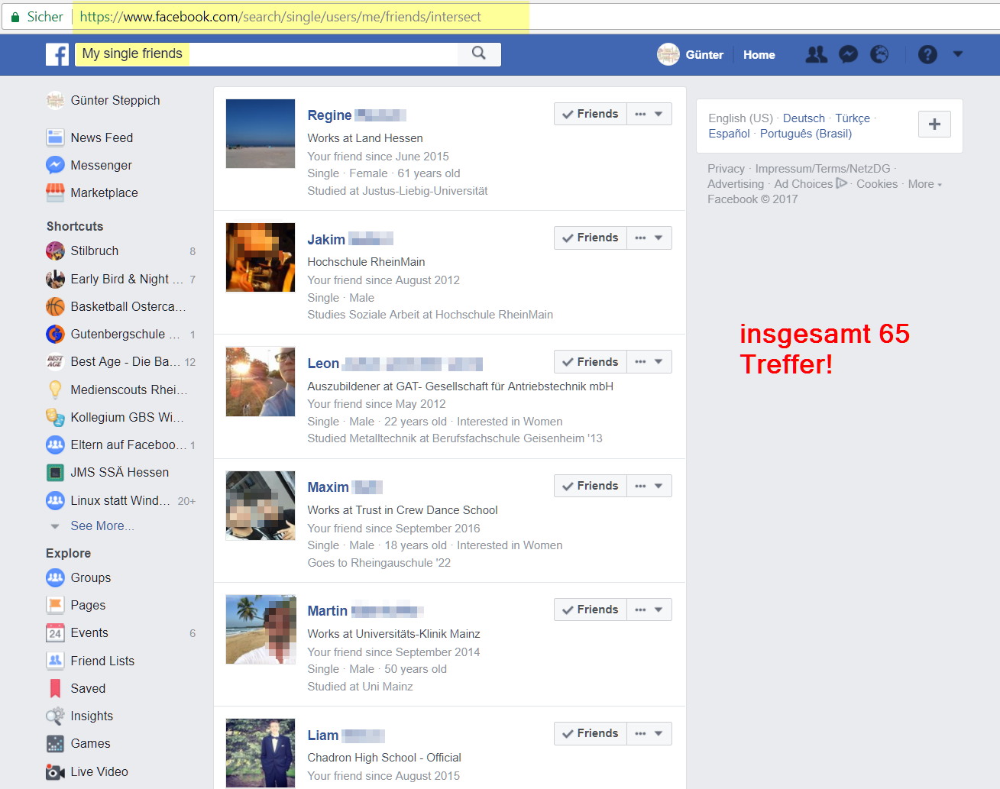 Sicher
https://www.facebook.com/search/single/users/me/friends/intersect
My single friends
Günter
Home
Günter Steppich
News Feed
Messenger
Marketplace
Shortcuts
Stilbruch 8
Early Bird & Night ... 7
Basketball Osterca...
Gutenbergschule ... 1
Best Age - Die Ba... 12
Medienscouts Rhei...
Kollegium GBS Wi...
Eltern auf Faceboo... 1
JMS SSÄ Hessen
Linux statt Wind... 20+
See More...
Explore
Groups
Pages
24
Events 6
Friend Lists
Saved
Insights
Games
Live Video
Regine
Friends
Works at Land Hessen
Your friend since June 2015
Single · Female · 61 years old
Studied at Justus-Liebig-Universität
Jakim
Friends
Hochschule RheinMain
Your friend since August 2012
Single · Male
Studies Soziale Arbeit at Hochschule RheinMain
Leon
Friends
Auszubildener at GAT- Gesellschaft für Antriebstechnik mbH
Your friend since May 2012
Single · Male · 22 years old · Interested in Women
Studied Metalltechnik at Berufsfachschule Geisenheim '13
Maxim
Friends
Works at Trust in Crew Dance School
Your friend since September 2016
Single · Male · 18 years old · Interested in Women
Goes to Rheingauschule '22
Martin
Friends
Works at Universitäts-Klinik Mainz
Your friend since September 2014
Single · Male · 50 years old
Studied at Uni Mainz
Liam
Friends
Chadron High School - Official
Your friend since August 2015
English (US) · Deutsch · Türkçe ·
Español · Português (Brasil)
Privacy · Impressum/Terms/NetzDG ·
Advertising · Ad Choices · Cookies · More
Facebook © 2017
insgesamt 65
Treffer!
BEST
AGE